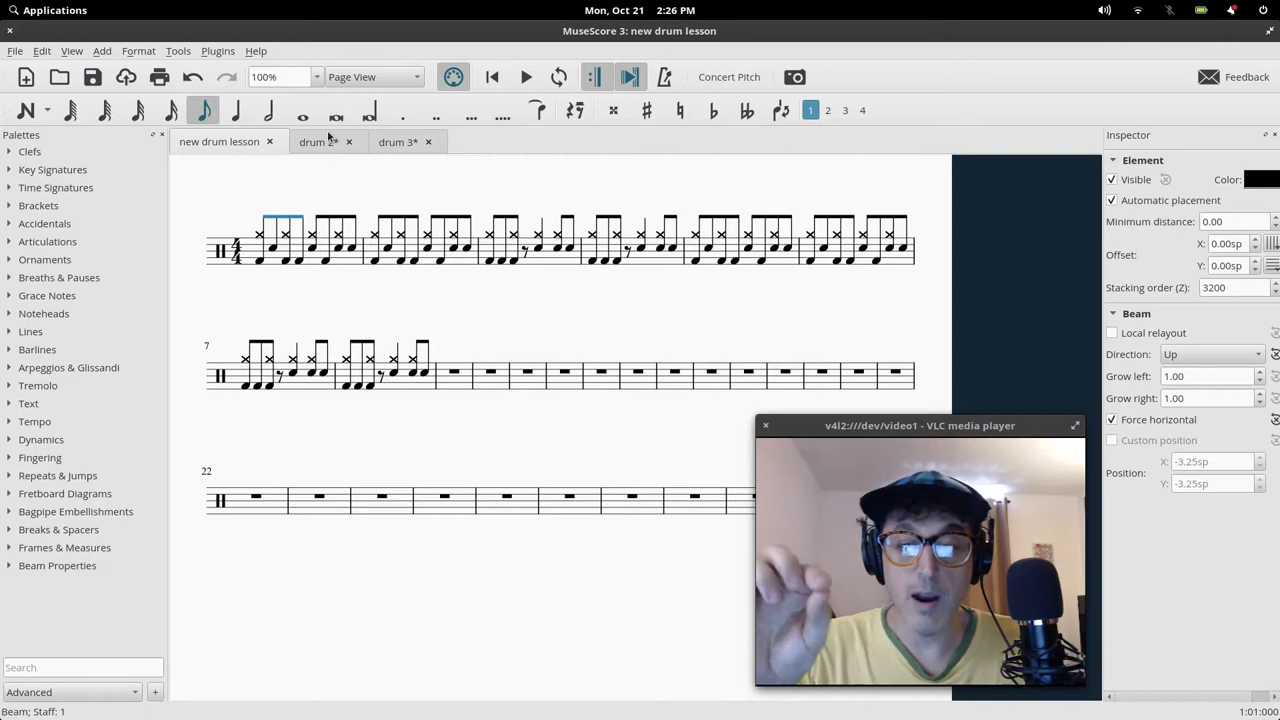 Applications
Mon, Oct 21 2:26 PM
MuseScore 3: new drum lesson
File Edit View Add Format Tools Plugins Help
100% Page View Concert Pitch Feedback
1 2 3 4
Palettes
new drum lesson
drum 2*
drum 3*
Inspector
Clefs
Key Signatures
Time Signatures
Brackets
Accidentals
Articulations
Ornaments
Breaths & Pauses
Grace Notes
Noteheads
Lines
Barlines
Arpeggios & Glissandi
Tremolo
Text
Tempo
Dynamics
Fingering
Repeats & Jumps
Fretboard Diagrams
Bagpipe Embellishments
Breaks & Spacers
Frames & Measures
Beam Properties
Search
Advanced
+
Beam; Staff: 1
4
4
7
22
v4l2:///dev/video1 - VLC media player
Element
Visible Color:
Automatic placement
Minimum distance: 0.00
X: 0.00sp
Offset:
Y: 0.00sp
Stacking order (Z): 3200
Beam
Local relayout
Direction: Up
Grow left: 1.00
Grow right: 1.00
Force horizontal
Custom position
X: -3.25sp
Position:
Y: -3.25sp
1:01:000